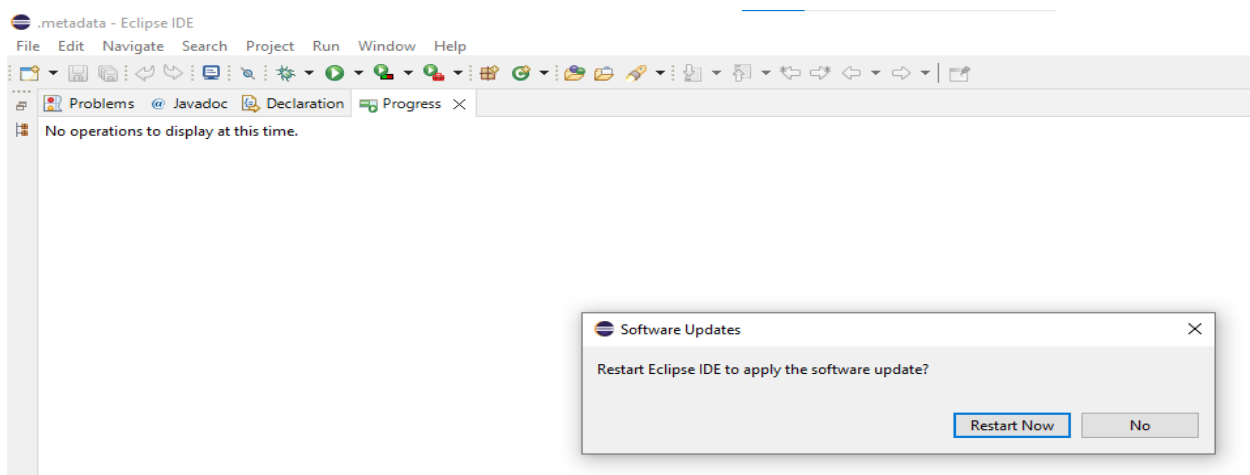 .metadata - Eclipse IDE
File Edit Navigate Search Project Run Window Help
Problems @ Javadoc Declaration Progress
No operations to display at this time.
Software Updates
Restart Eclipse IDE to apply the software update?
Restart Now No